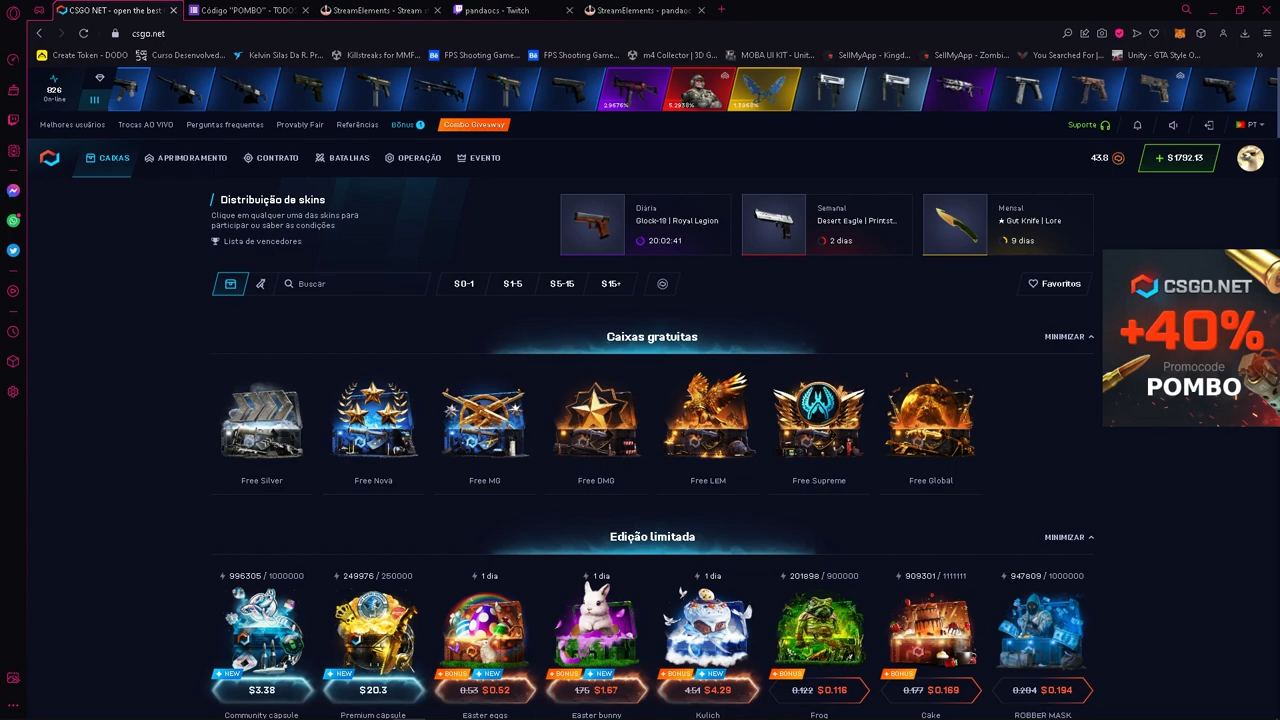 CSGO.NET - open the best
Código "POMBO" - TODOS
StreamElements - Stream s
pandaocs - Twitch
StreamElements - pandaoc
csgo.net
Create Token - DODO
Curso Desenvolved...
Kelvin Silas Da R. Pr...
Killstreaks for MMF...
FPS Shooting Game...
FPS Shooting Game...
m4 Collector | 3D G...
MOBA UI KIT - Unit...
SellMyApp - Kingd...
SellMyApp - Zombi...
You Searched For |...
Unity - GTA Style O...
826
On-line
2.9676%
5.2938%
Melhores usuários
Trocas AO VIVO
Perguntas frequentes
Provably Fair
Referências
Bônus
Combo Giveaway
Suporte
PT
CAIXAS
APRIMORAMENTO
CONTRATO
BATALHAS
OPERAÇÃO
EVENTO
43.8
+ $1792.13
Distribuição de skins
Clique em qualquer uma das skins para
participar ou saber as condições
Lista de vencedores
Diária
Glock-18 | Royal Legion
20:02:41
Semanal
Desert Eagle | Printst...
2 dias
Mensal
★ Gut Knife | Lore
9 dias
Buscar
$0-1
$1-5
$5-15
$15+
Favoritos
CSGO.NET
+40%
Promocode
POMBO
Caixas gratuitas
MINIMIZAR
Free Silver
Free Nova
Free MG
Free DMG
Free LEM
Free Supreme
Free Global
Edição limitada
MINIMIZAR
996305 / 1000000
249976 / 250000
1 dia
1 dia
1 dia
201898 / 900000
909301 / 1111111
947809 / 1000000
NEW
NEW
BONUS NEW
BONUS NEW
BONUS NEW
BONUS
BONUS
$3.38
$20.3
0.53 $0.52
1.75 $1.67
4.51 $4.29
0.122 $0.116
0.177 $0.169
0.204 $0.194
Community capsule
Premium capsule
Easter eggs
Easter bunny
Kulich
Frog
Cake
ROBBER MASK